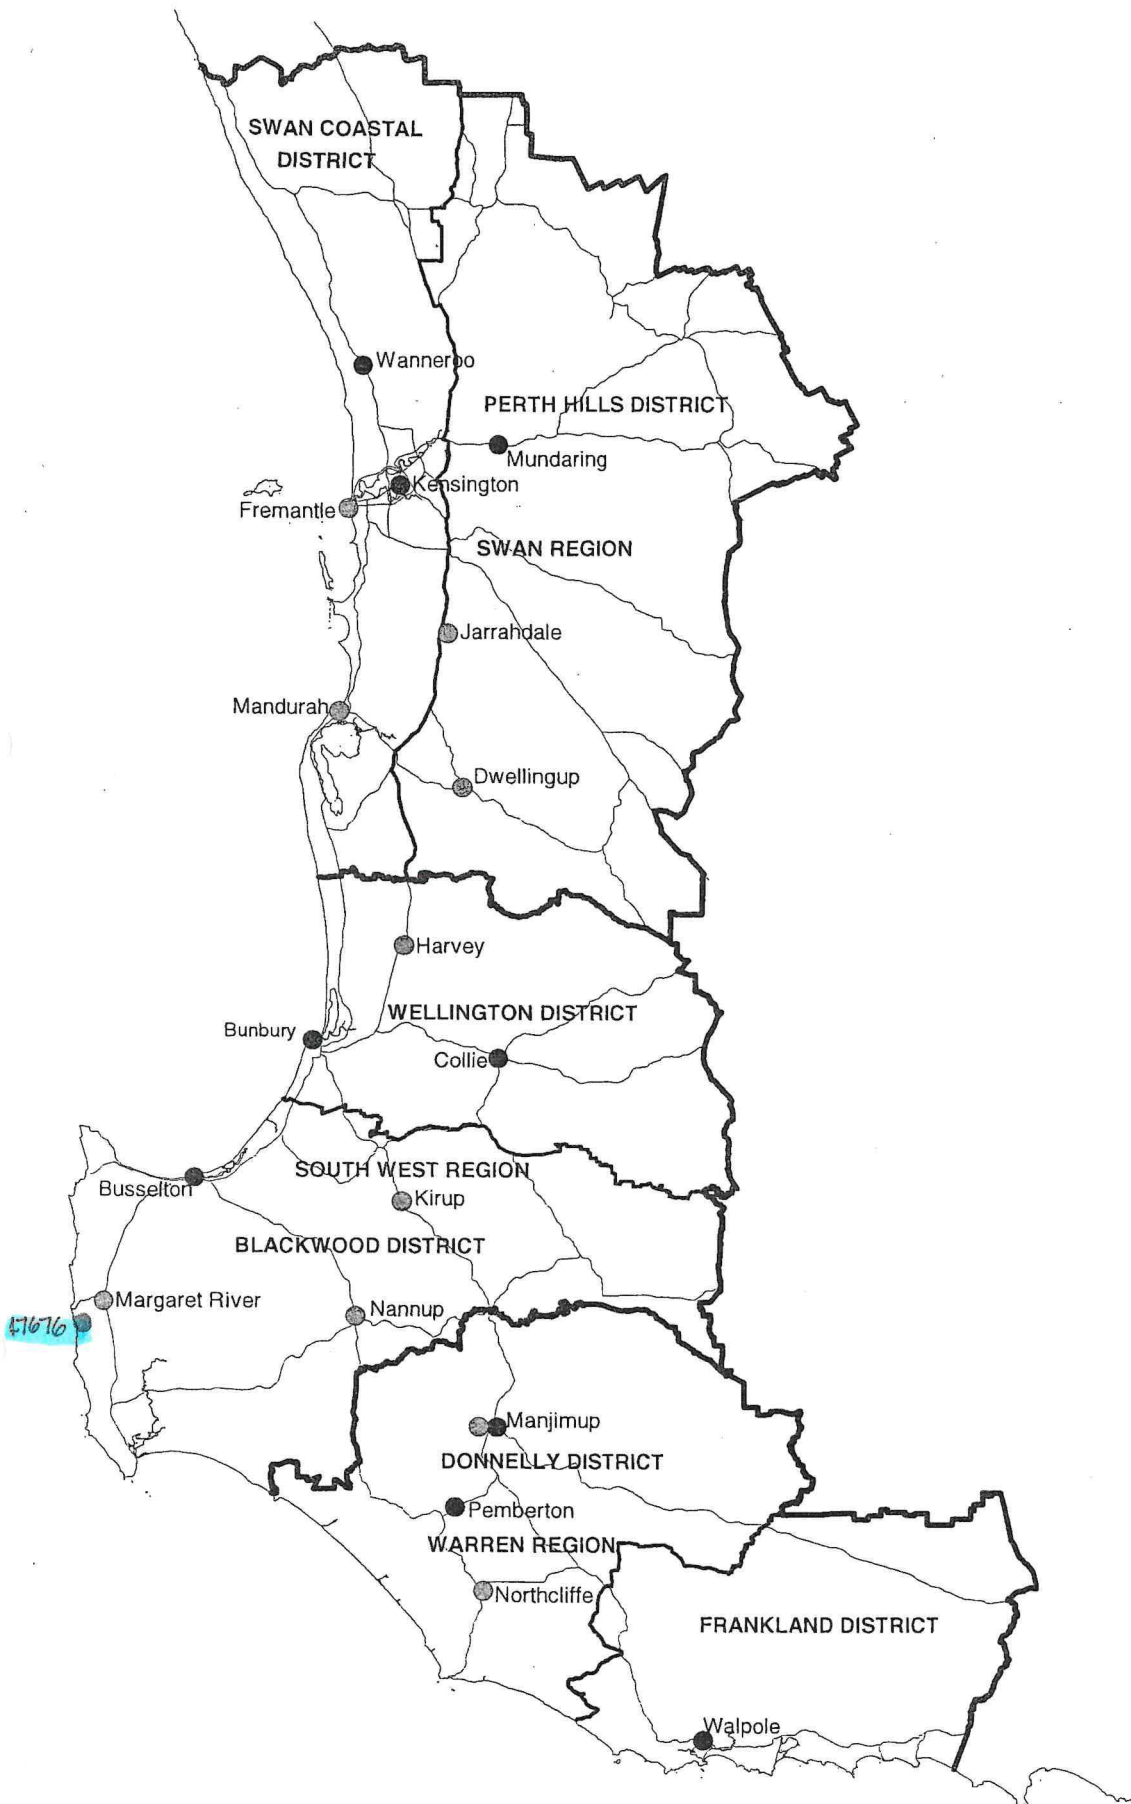 SWAN COASTAL
DISTRICT
Wanneroo
PERTH HILLS DISTRICT
Mundaring
Kensington
Fremantle
SWAN REGION
Jarrahdale
Mandurah
Dwellingup
Harvey
WELLINGTON DISTRICT
Bunbury
Collie
SOUTH WEST REGION
Busselton
Kirup
BLACKWOOD DISTRICT
Margaret River
Nannup
Manjimup
DONNELLY DISTRICT
Pemberton
WARREN REGION
Northcliffe
FRANKLAND DISTRICT
Walpole